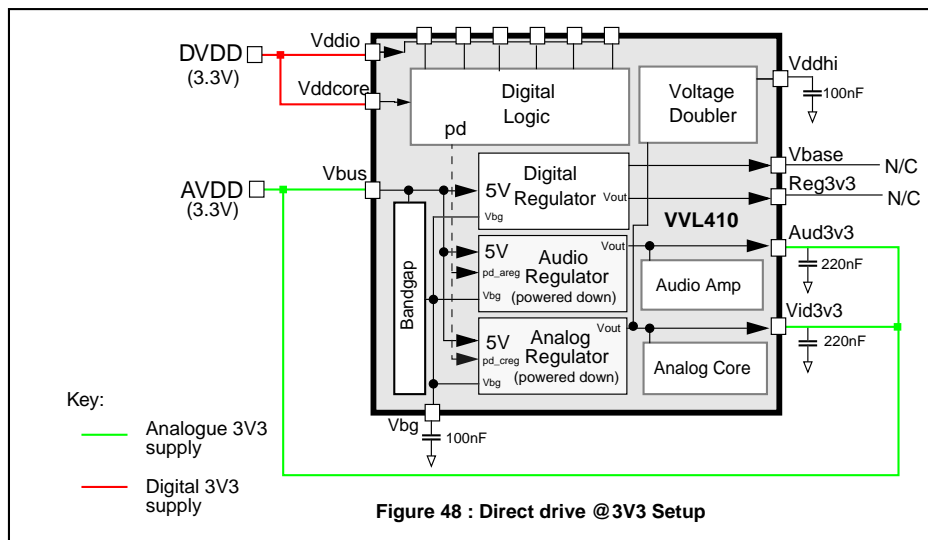 DVDD
(3.3V)
Vddio
Vddcore
Digital
Logic
pd
Voltage
Doubler
Vddhi
100nF
AVDD
(3.3V)
Vbus
Bandgap
5V
Digital
Regulator
Vout
Vbg
Vbase
N/C
Reg3v3
N/C
VVL410
5V
Vout
Audio
Regulator
(powered down)
pd_areg
Vbg
Audio Amp
Aud3v3
220nF
5V
Vout
Analog
Regulator
(powered down)
pd_creg
Vbg
Analog Core
Vid3v3
220nF
Vbg
100nF
Key:
Analogue 3V3
supply
Digital 3V3
supply
Figure 48 : Direct drive @3V3 Setup